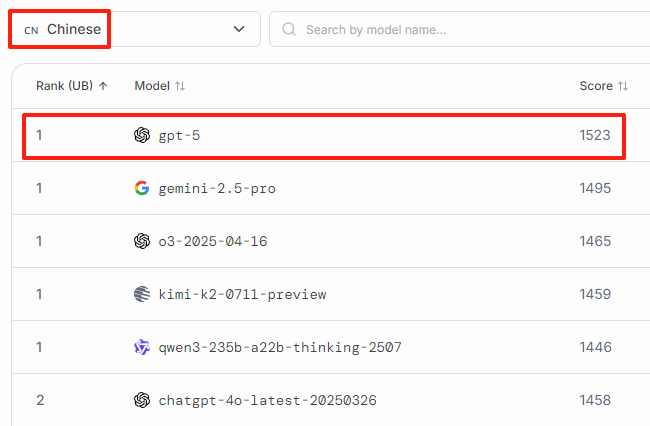 CN Chinese
Search by model name...
Rank (UB) ↑ Model ↑↓ Score ↑↓
1 gpt-5 1523
1 gemini-2.5-pro 1495
1 o3-2025-04-16 1465
1 kimi-k2-0711-preview 1459
1 qwen3-235b-a22b-thinking-2507 1446
2 chatgpt-4o-latest-20250326 1458